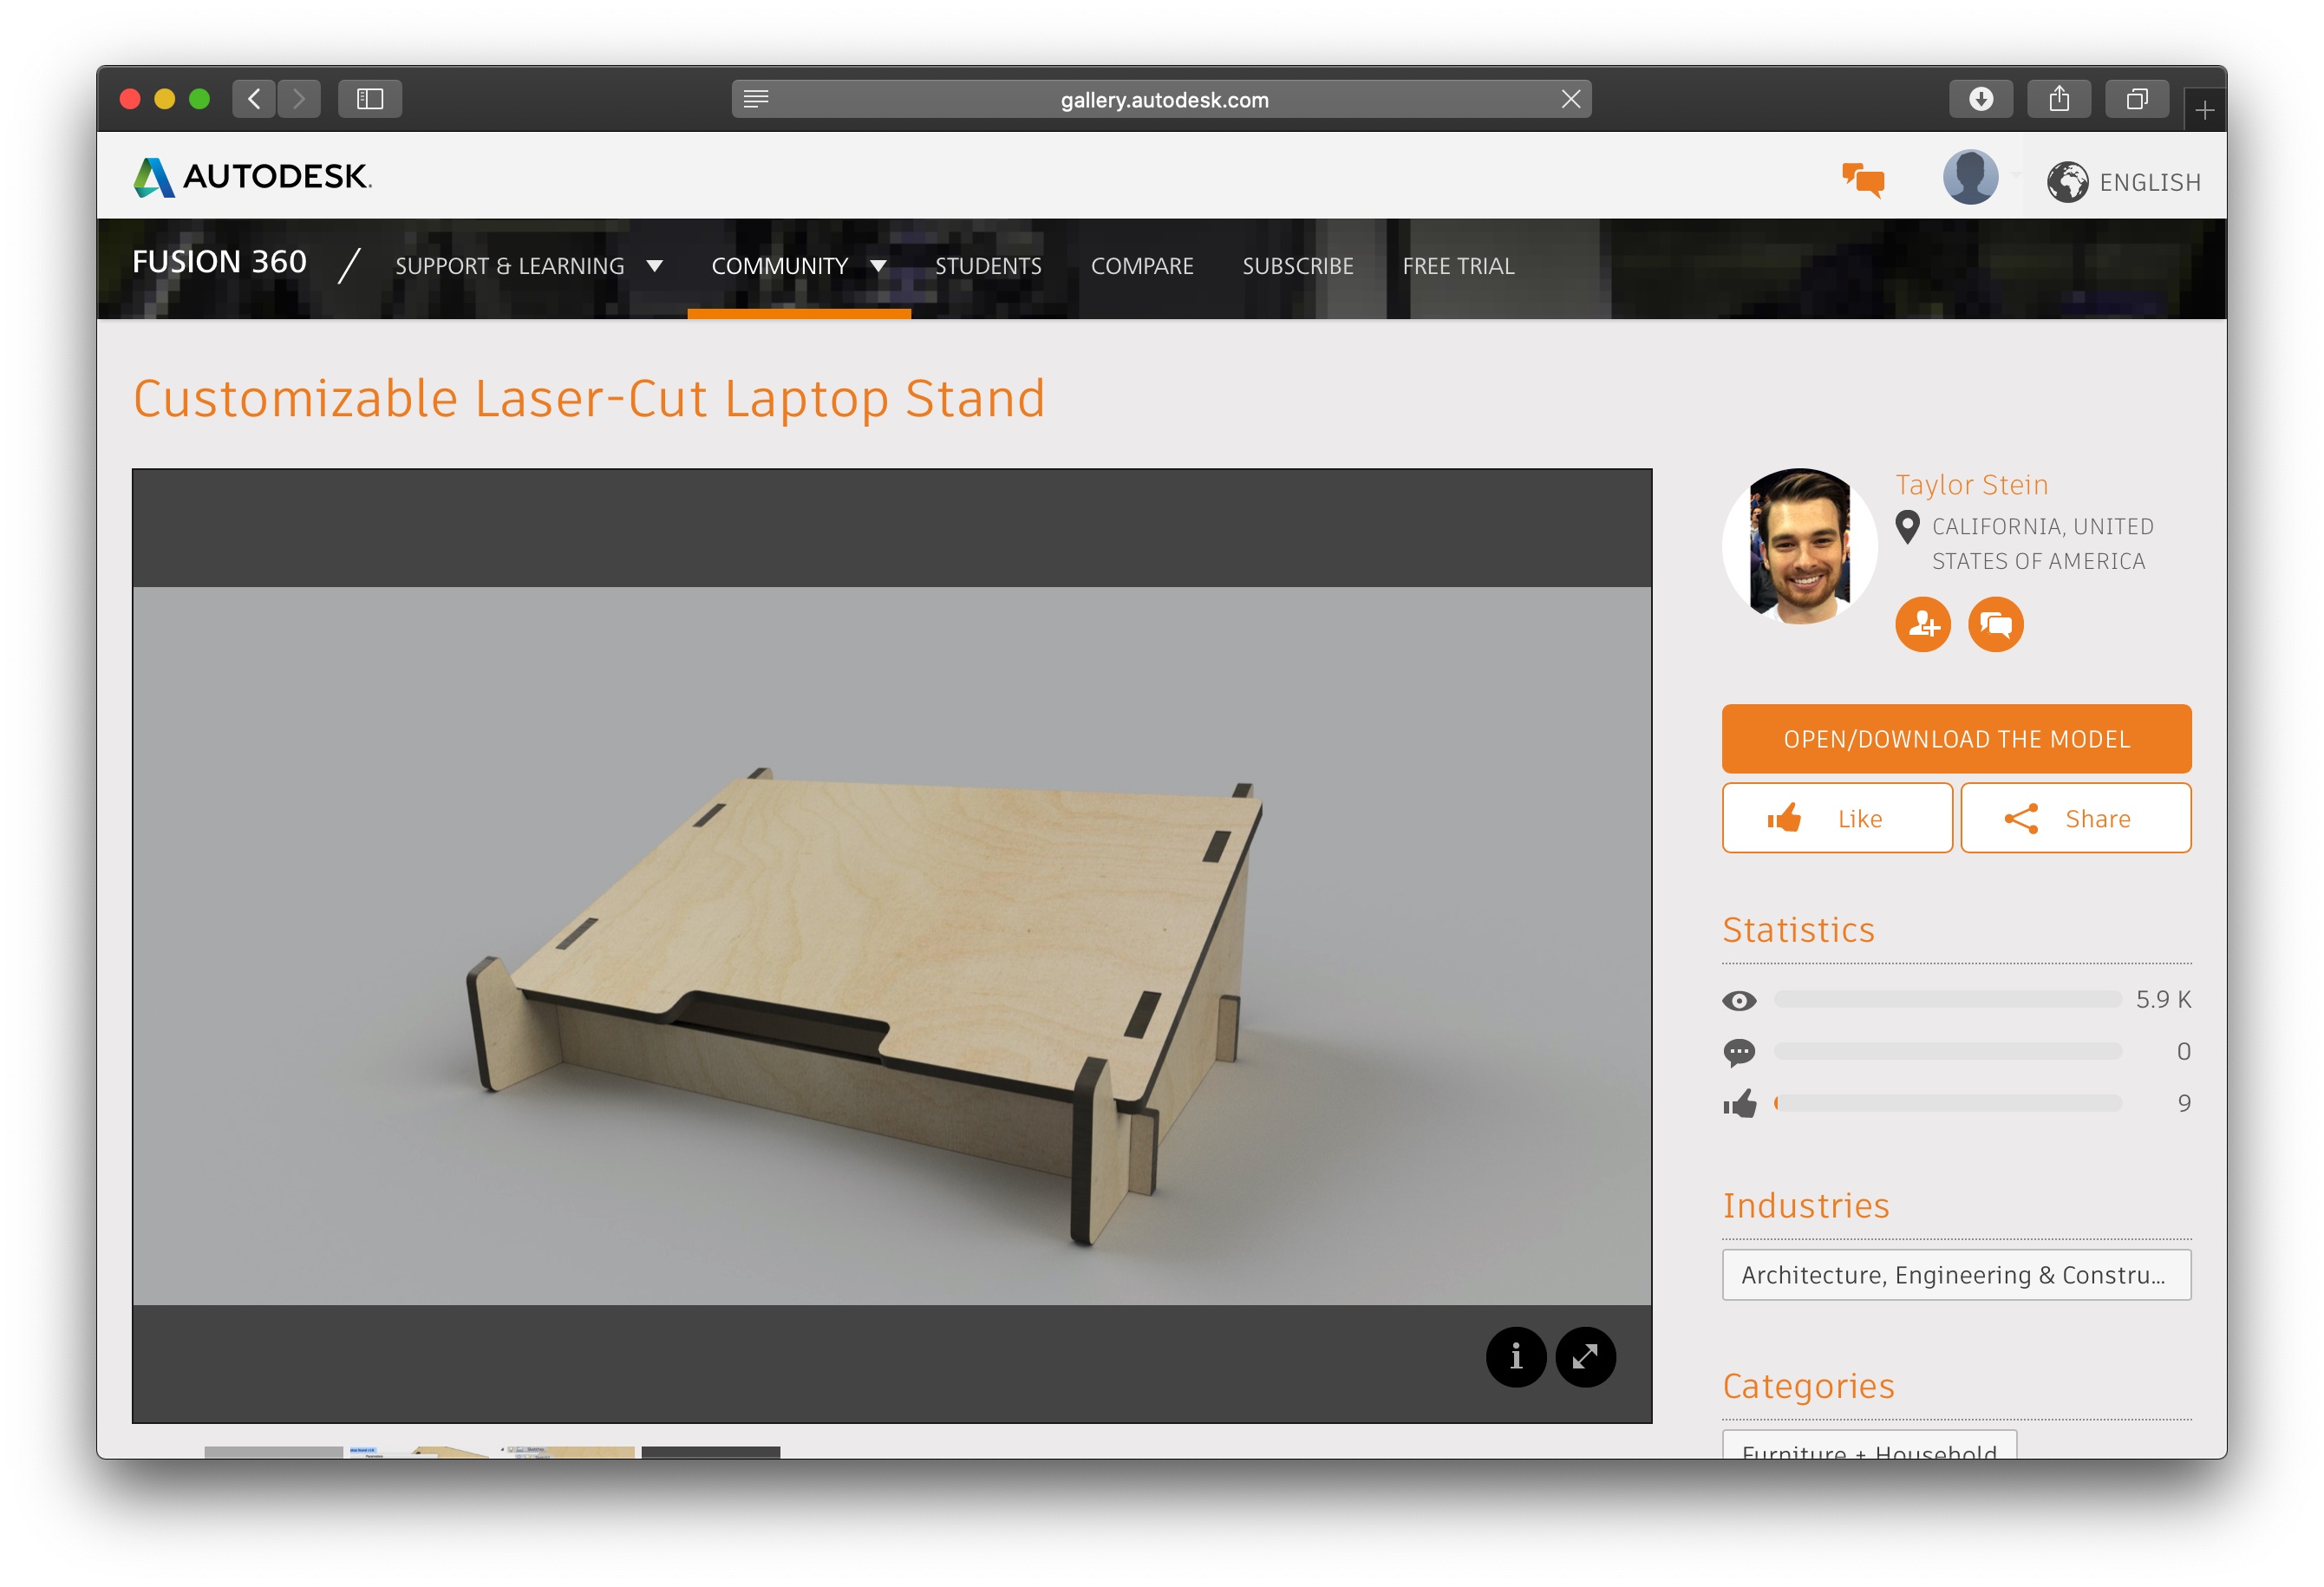 gallery.autodesk.com
AUTODESK.
ENGLISH
FUSION 360 / SUPPORT & LEARNING COMMUNITY STUDENTS COMPARE SUBSCRIBE FREE TRIAL
Customizable Laser-Cut Laptop Stand
Taylor Stein
CALIFORNIA, UNITED
STATES OF AMERICA
OPEN/DOWNLOAD THE MODEL
Like
Share
Statistics
5.9 K
0
9
Industries
Architecture, Engineering & Constru...
Categories
Furniture + Household